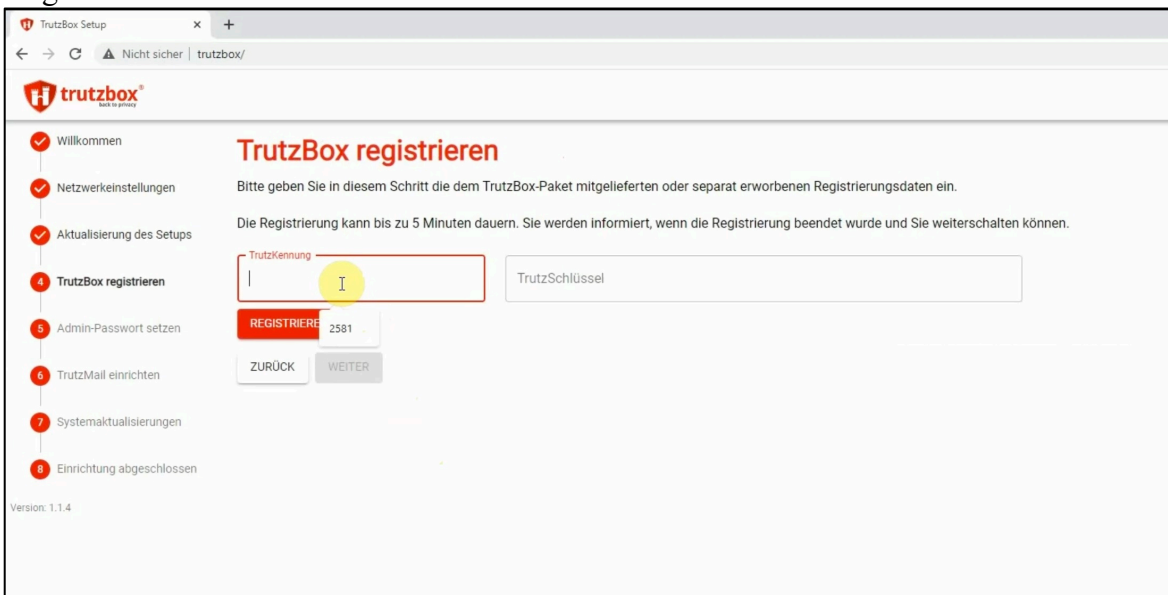 TrutzBox Setup
Nicht sicher | trutzbox/
trutzbox®
back to privacy
Willkommen
Netzwerkeinstellungen
Aktualisierung des Setups
4 TrutzBox registrieren
5 Admin-Passwort setzen
6 TrutzMail einrichten
7 Systemaktualisierungen
8 Einrichtung abgeschlossen
Version: 1.1.4
TrutzBox registrieren
Bitte geben Sie in diesem Schritt die dem TrutzBox-Paket mitgelieferten oder separat erworbenen Registrierungsdaten ein.
Die Registrierung kann bis zu 5 Minuten dauern. Sie werden informiert, wenn die Registrierung beendet wurde und Sie weiterschalten können.
TrutzKennung
TrutzSchlüssel
REGISTRIERE
2581
ZURÜCK WEITER